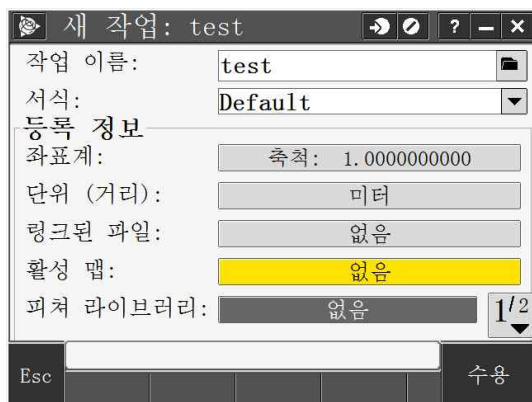 새 작업: test
? – ×
작업 이름: test
서식: Default
등록 정보
좌표계: 축척: 1.0000000000
단위 (거리): 미터
링크된 파일: 없음
활성 맵: 없음
피쳐 라이브러리: 없음
1/2
Esc 수용